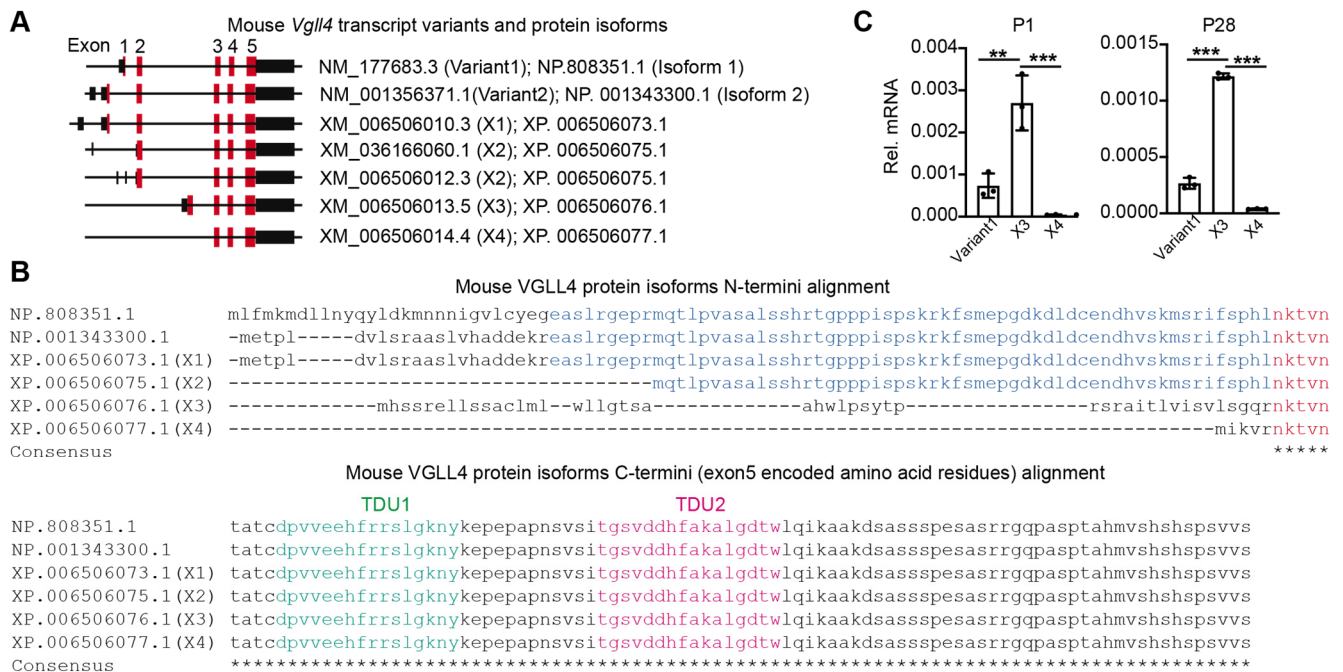 A
Mouse Vgll4 transcript variants and protein isoforms
Exon 1 2 3 4 5
NM_177683.3 (Variant1); NP.808351.1 (Isoform 1)
NM_001356371.1(Variant2); NP. 001343300.1 (Isoform 2)
XM_006506010.3 (X1); XP. 006506073.1
XM_036166060.1 (X2); XP. 006506075.1
XM_006506012.3 (X2); XP. 006506075.1
XM_006506013.5 (X3); XP. 006506076.1
XM_006506014.4 (X4); XP. 006506077.1
C
P1
Rel. mRNA
0.004
0.003
0.002
0.001
0.000
** ***
Variant1 X3 X4
P28
0.0015
0.0010
0.0005
0.0000
*** ***
Variant1 X3 X4
B
Mouse VGLL4 protein isoforms N-termini alignment
NP.808351.1 mlfmkmdllnyqyldkmnnnigvlcyegeaslrgeprmqtlpvasalsshrtgpppispskrkfsmepgdkdldcendhvskmsrifsphlnktvn
NP.001343300.1 -metpl-----dvlsraaslvhaddekreaslrgeprmqtlpvasalsshrtgpppispskrkfsmepgdkdldcendhvskmsrifsphlnktvn
XP.006506073.1(X1) -metpl-----dvlsraaslvhaddekreaslrgeprmqtlpvasalsshrtgpppispskrkfsmepgdkdldcendhvskmsrifsphlnktvn
XP.006506075.1(X2) -------------------------------------mqtlpvasalsshrtgpppispskrkfsmepgdkdldcendhvskmsrifsphlnktvn
XP.006506076.1(X3) -------------mhssrellssaclml--wllgtsa-------------ahwlpsytp----------------rsraitlvisvlsgqrnktvn
XP.006506077.1(X4) --------------------------------------------------------------------------------------mikvrnktvn
Consensus *****
Mouse VGLL4 protein isoforms C-termini (exon5 encoded amino acid residues) alignment
TDU1 TDU2
NP.808351.1 tatcdpvveehfrrslgknykepepapnsvsitgsvddhfakalgdtwlqikaakdsassspesasrrgqpasptahmvshshspsvvs
NP.001343300.1 tatcdpvveehfrrslgknykepepapnsvsitgsvddhfakalgdtwlqikaakdsassspesasrrgqpasptahmvshshspsvvs
XP.006506073.1(X1) tatcdpvveehfrrslgknykepepapnsvsitgsvddhfakalgdtwlqikaakdsassspesasrrgqpasptahmvshshspsvvs
XP.006506075.1(X2) tatcdpvveehfrrslgknykepepapnsvsitgsvddhfakalgdtwlqikaakdsassspesasrrgqpasptahmvshshspsvvs
XP.006506076.1(X3) tatcdpvveehfrrslgknykepepapnsvsitgsvddhfakalgdtwlqikaakdsassspesasrrgqpasptahmvshshspsvvs
XP.006506077.1(X4) tatcdpvveehfrrslgknykepepapnsvsitgsvddhfakalgdtwlqikaakdsassspesasrrgqpasptahmvshshspsvvs
Consensus *****************************************************************************************